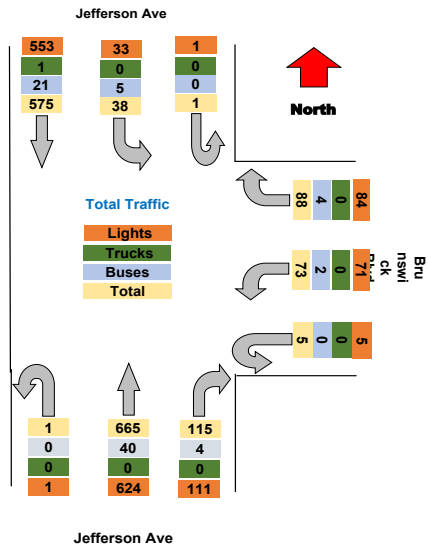 Jefferson Ave
553 33 1
1 0 0
21 5 0
575 38 1
North
88 4 0 84
Total Traffic
Lights
Trucks
Buses
Total
73 2 0 71
Bru
nswi
ck
5 0 0 5
1 665 115
0 40 4
0 0 0
1 624 111
Jefferson Ave